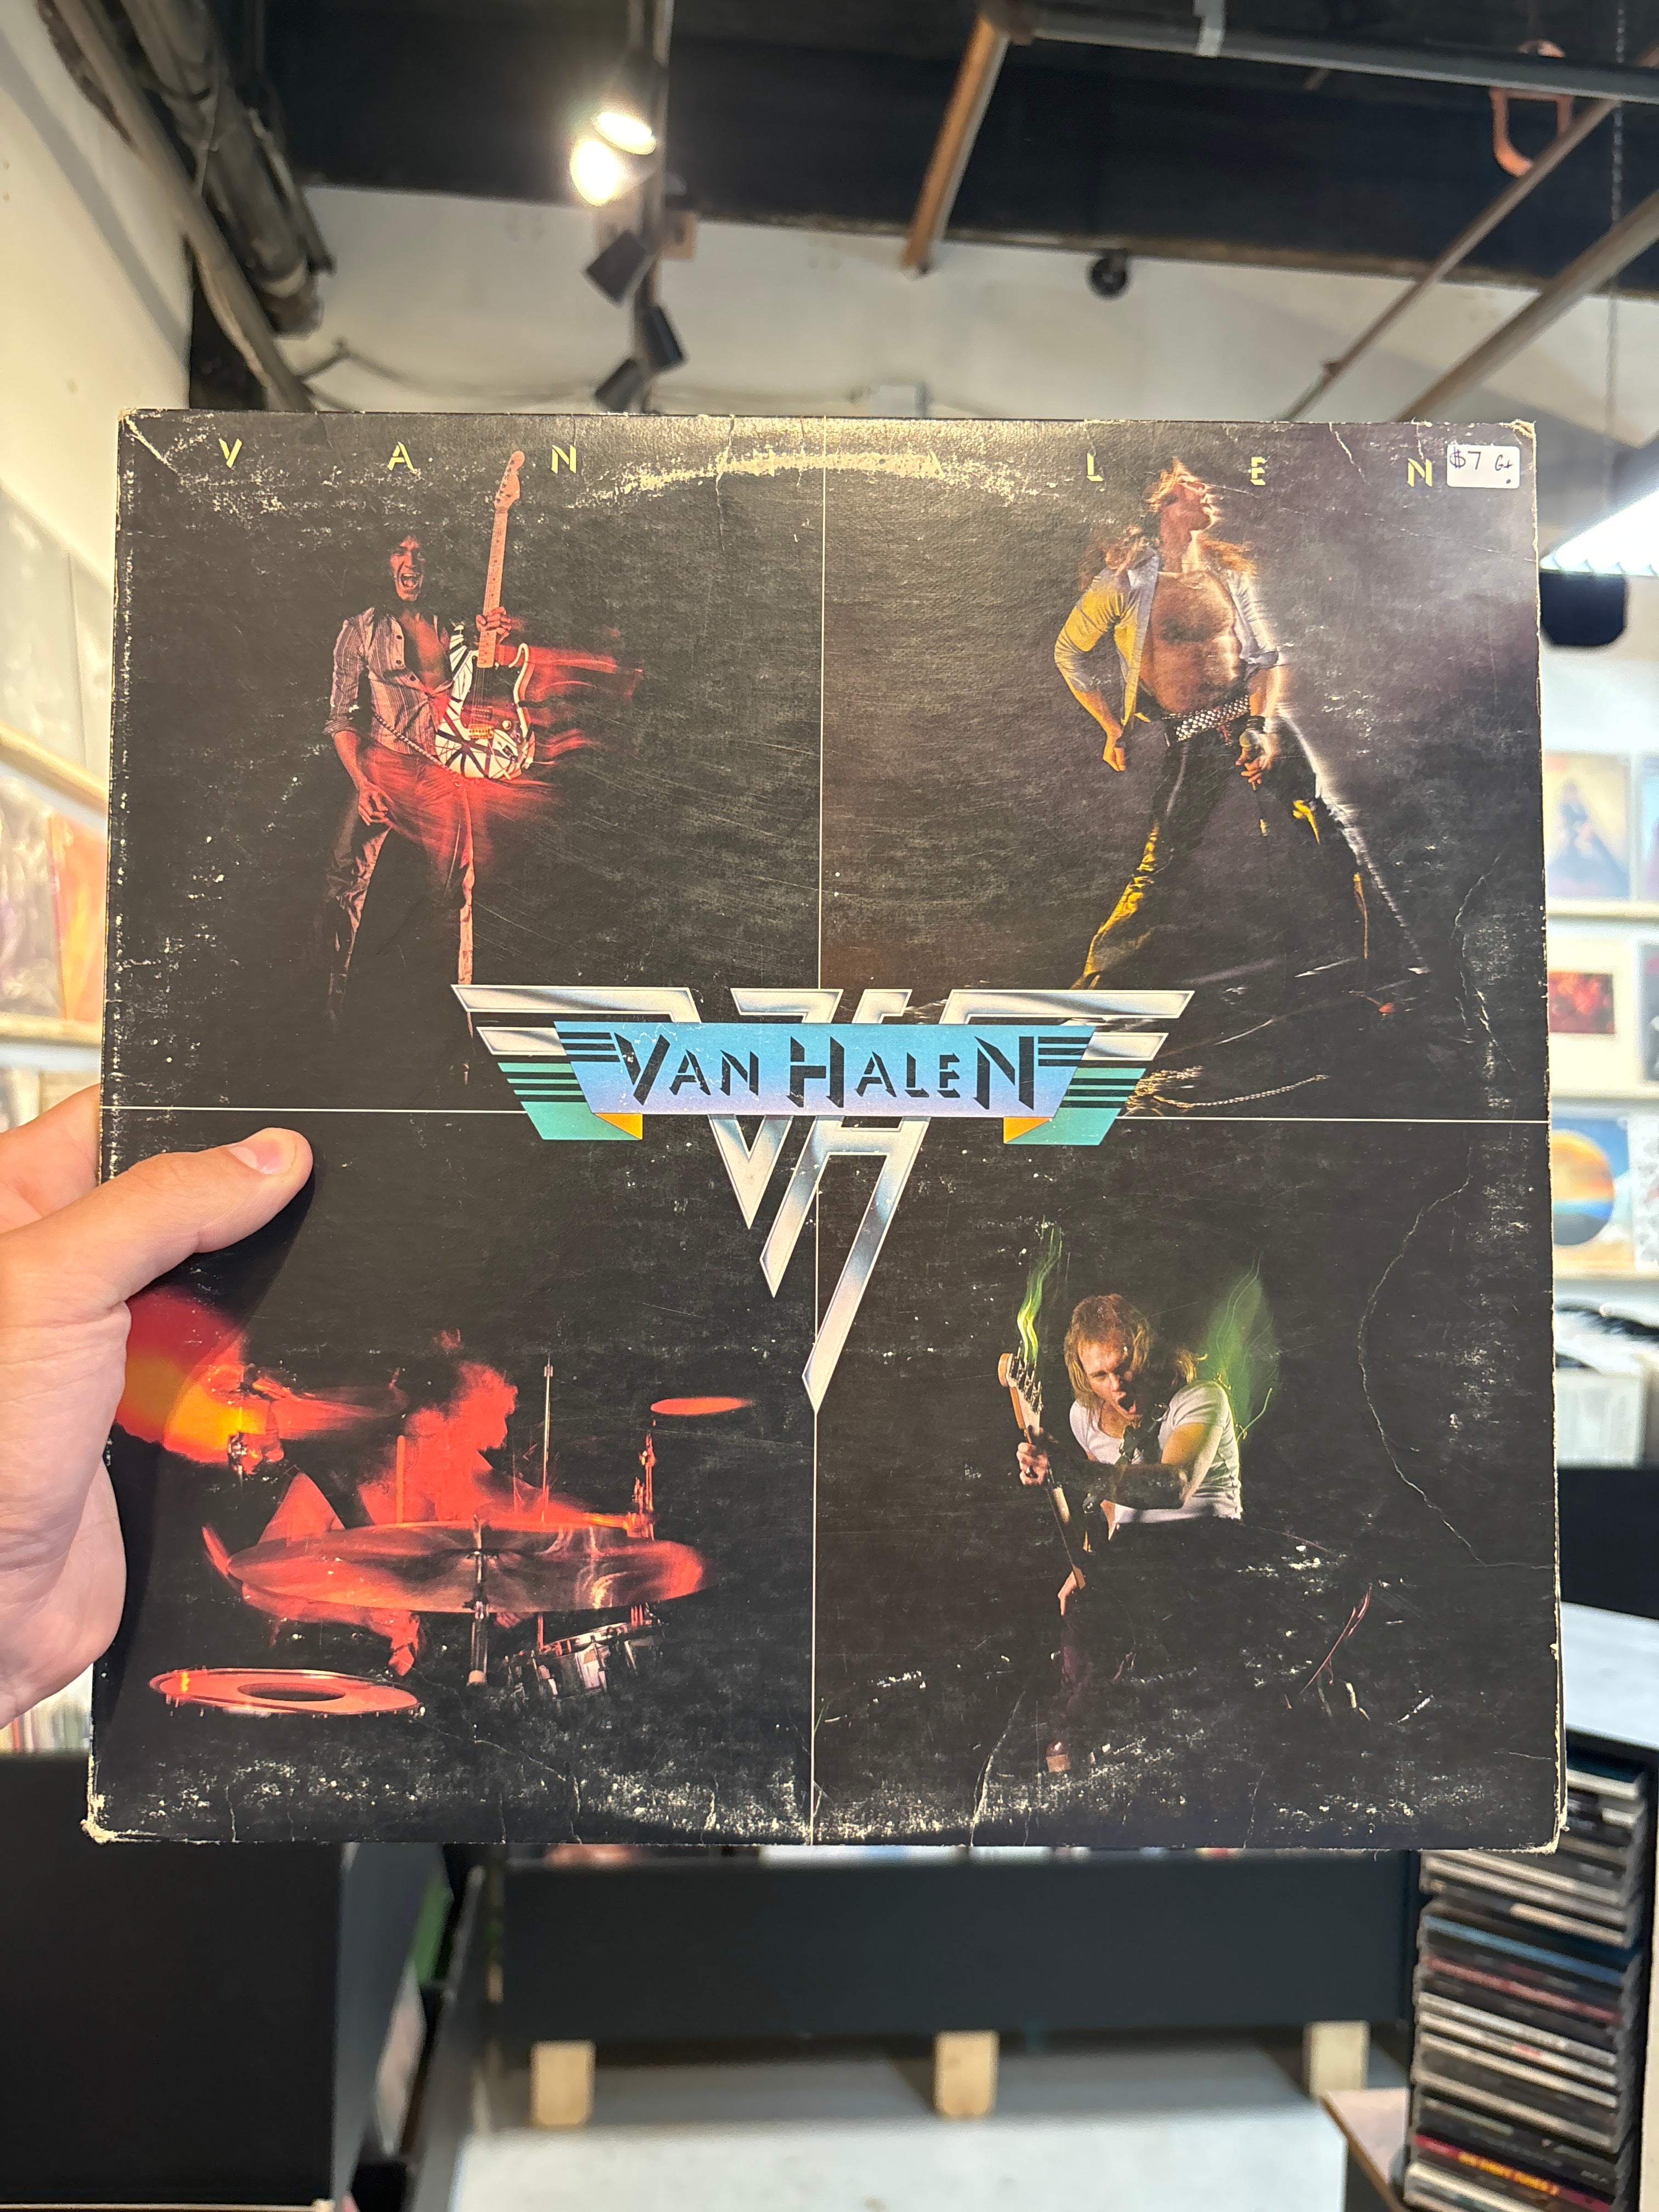 V A N H A L E N
$7 G+
VAN HALEN